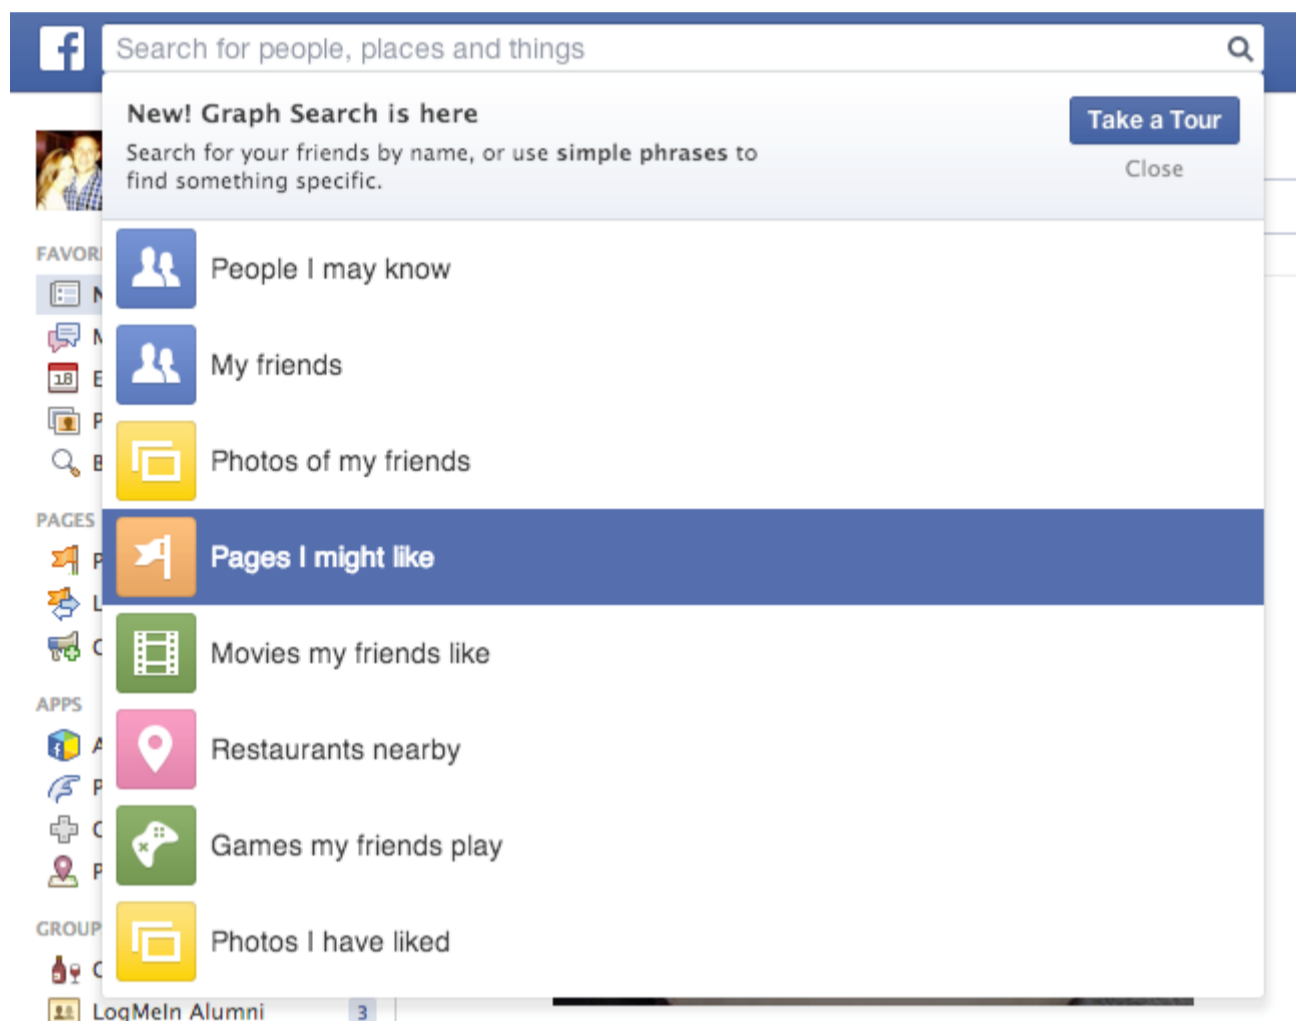 f
Search for people, places and things
New! Graph Search is here
Take a Tour
Search for your friends by name, or use simple phrases to
find something specific.
Close
People I may know
My friends
Photos of my friends
Pages I might like
Movies my friends like
Restaurants nearby
Games my friends play
Photos I have liked
FAVOR
N
M
18
E
P
PAGES
P
L
C
APPS
A
P
P
GROUP
LogMeIn Alumni
3